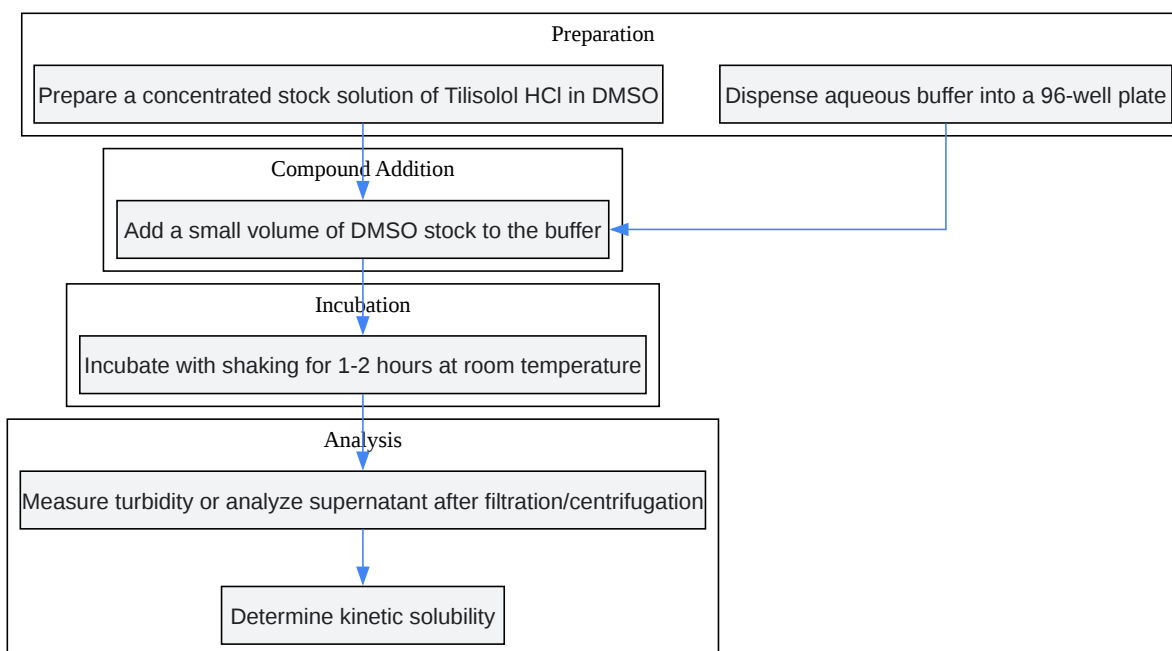 Preparation
Prepare a concentrated stock solution of Tilisolol HCl in DMSO
Dispense aqueous buffer into a 96-well plate
Compound Addition
Add a small volume of DMSO stock to the buffer
Incubation
Incubate with shaking for 1-2 hours at room temperature
Analysis
Measure turbidity or analyze supernatant after filtration/centrifugation
Determine kinetic solubility